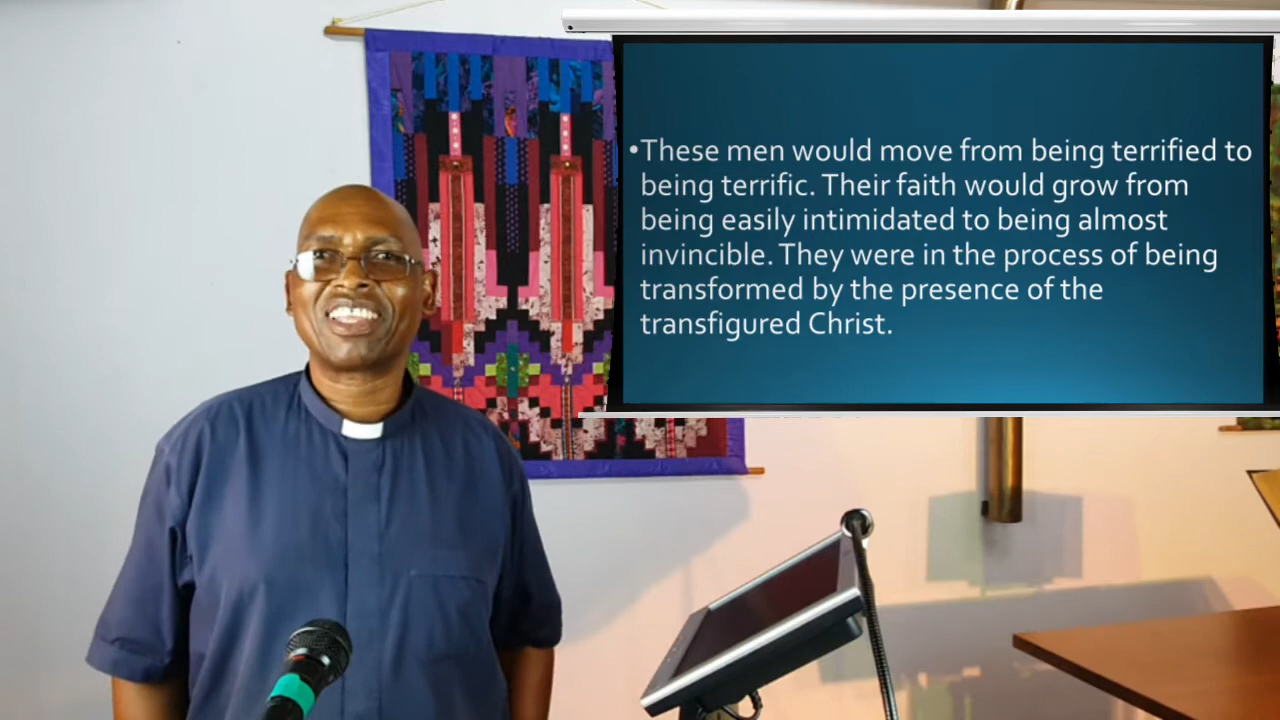 •These men would move from being terrified to
being terrific. Their faith would grow from
being easily intimidated to being almost
invincible. They were in the process of being
transformed by the presence of the
transfigured Christ.